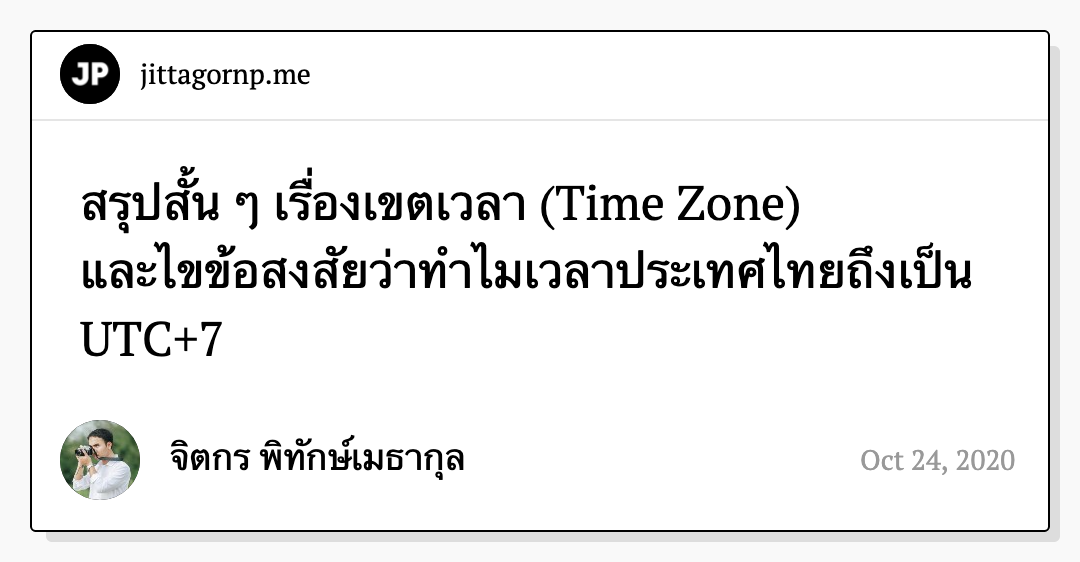 JP
jittagornp.me
สรุปสั้น ๆ เรื่องเขตเวลา (Time Zone)
และไขข้อสงสัยว่าทำไมเวลาประเทศไทยถึงเป็น
UTC+7
จิตกร พิทักษ์เมธากุล
Oct 24, 2020